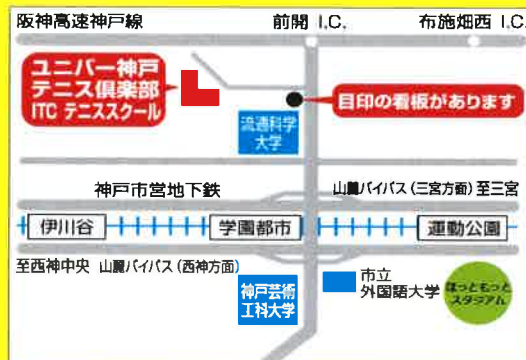 阪神高速神戸線
前開 I.C.
布施畑西 I.C.
ユニバー神戸
テニス倶楽部
ITC テニススクール
目印の看板があります
流通科学
大学
神戸市営地下鉄
山麓バイパス(三宮方面)至三宮
伊川谷
学園都市
運動公園
至西神中央 山麓バイパス(西神方面)
神戸芸術
工科大学
市立
外国語大学
ほっともっと
スタジアム